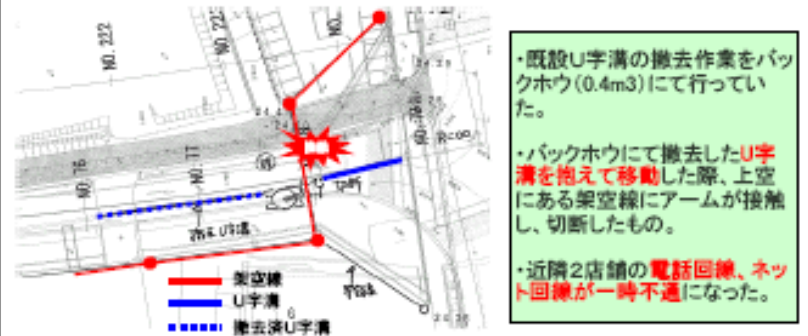 NO.222
NO.76
NO.77
架空線
U字溝
6
撤去済U字溝
・既設U字溝の撤去作業をバッ
クホウ(0.4m3)にて行ってい
た。
・バックホウにて撤去したU字
溝を抱えて移動した際、上空
にある架空線にアームが接触
し、切断したもの。
・近隣2店舗の電話回線、ネッ
ト回線が一時不通になった。